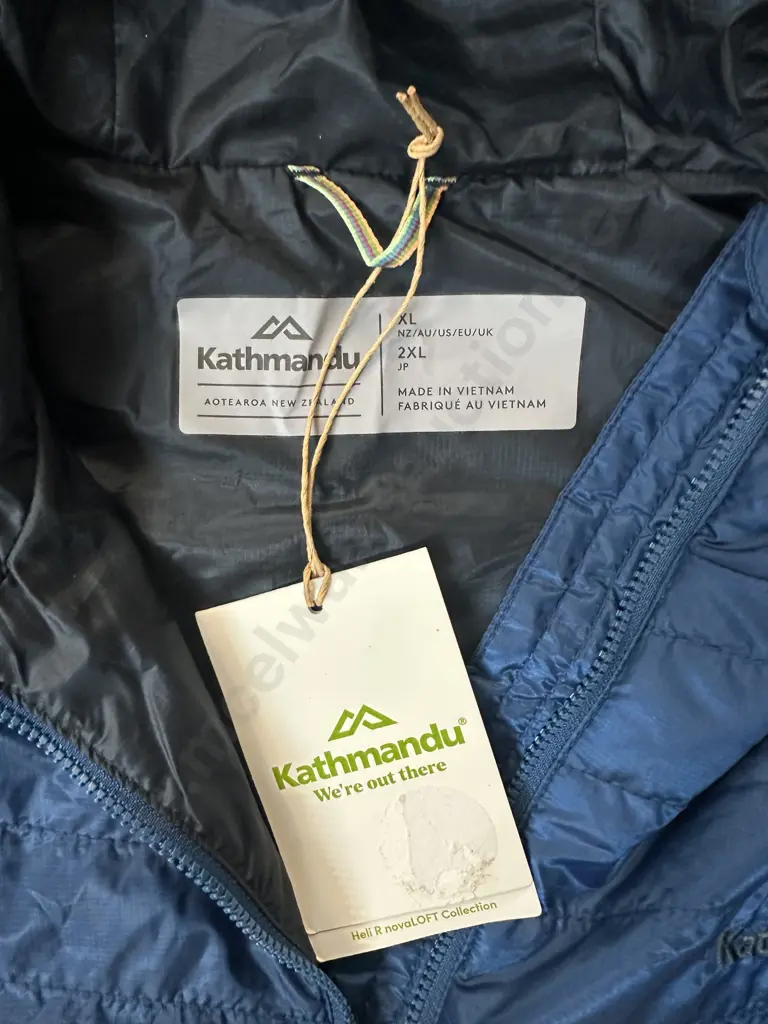 Kathmandu
AOTEAROA NEW ZEALAND
XL
NZ/AU/US/EU/UK
2XL
JP
MADE IN VIETNAM
FABRIQUÉ AU VIETNAM
Kathmandu®
We're out there
Heli R novaLOFT Collection
Kat